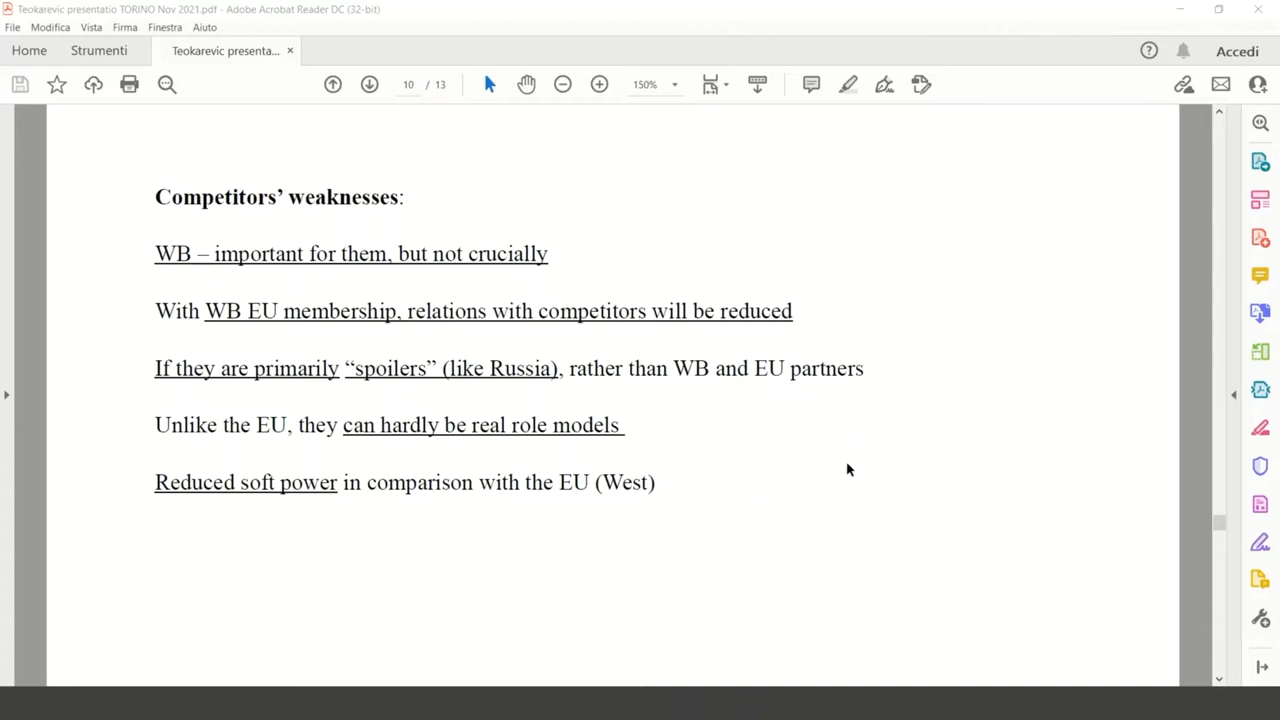 Teokarevic presentatio TORINO Nov 2021.pdf - Adobe Acrobat Reader DC (32-bit)
File Modifica Vista Firma Finestra Aiuto
Home Strumenti Teokarevic presenta... Accedi
10 / 13 150%
Competitors’ weaknesses:
WB – important for them, but not crucially
With WB EU membership, relations with competitors will be reduced
If they are primarily “spoilers” (like Russia), rather than WB and EU partners
Unlike the EU, they can hardly be real role models
Reduced soft power in comparison with the EU (West)